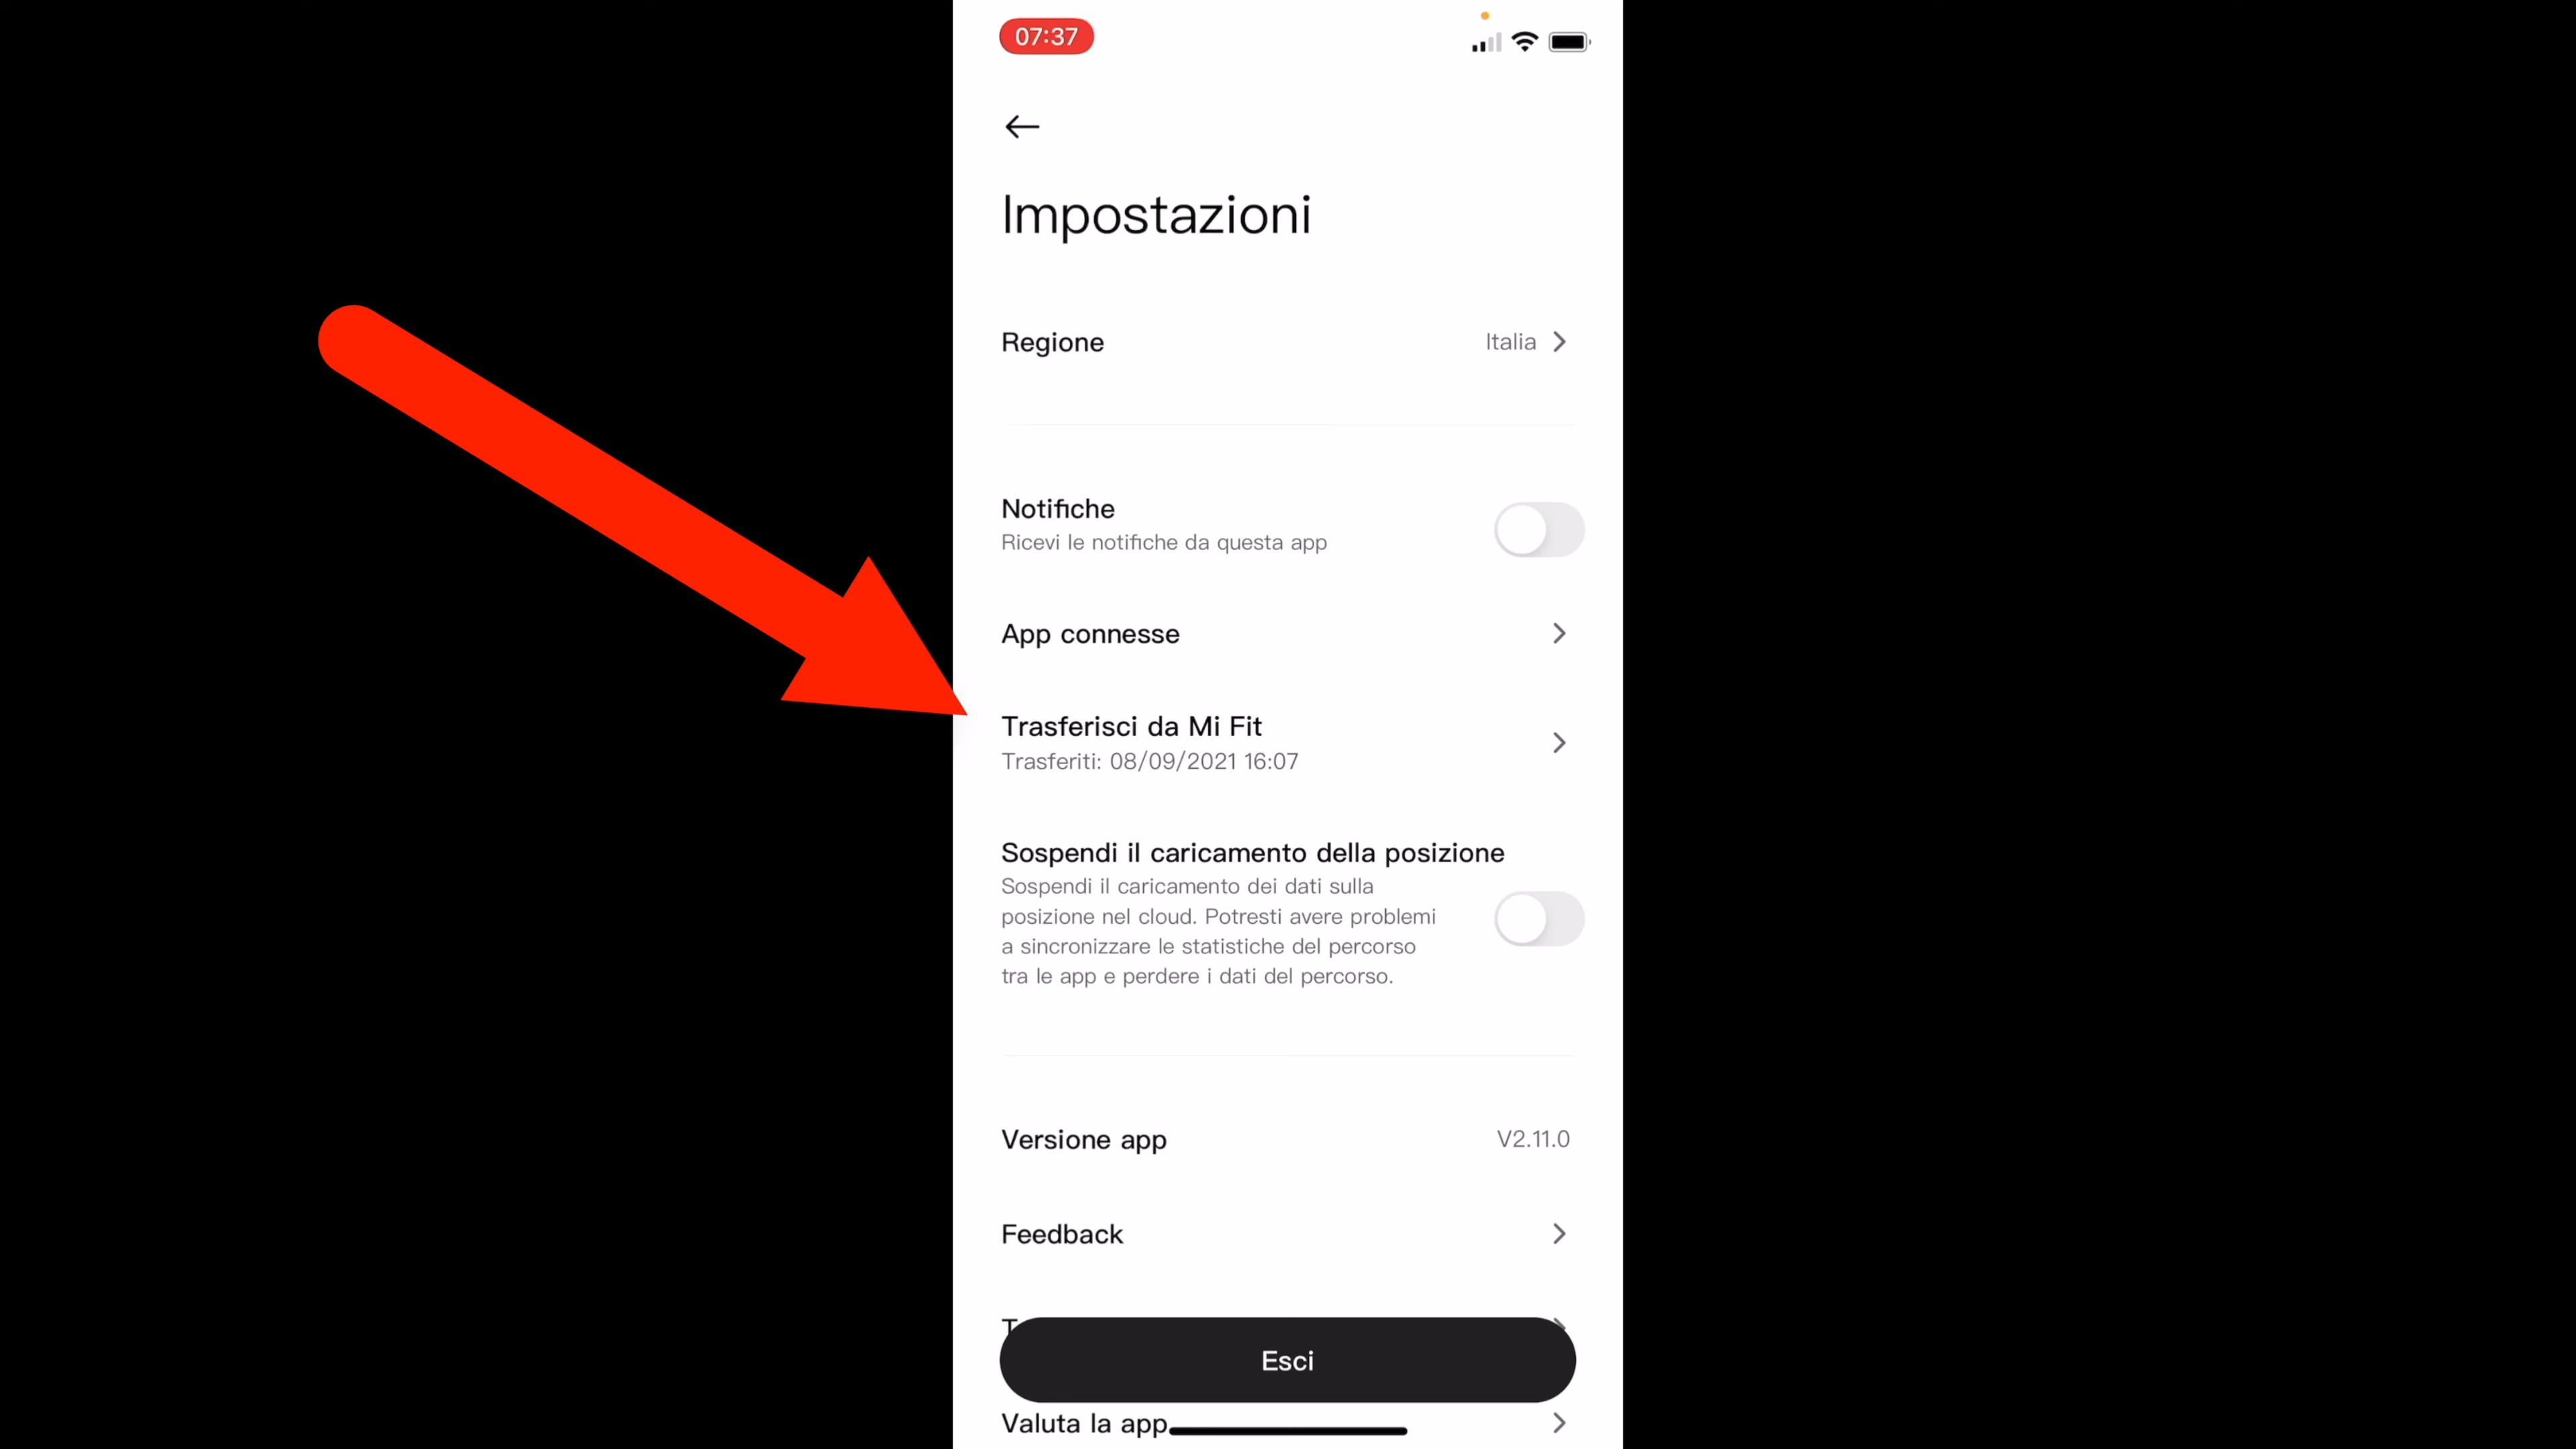 07:37
Impostazioni
Regione
Italia
Notifiche
Ricevi le notifiche da questa app
App connesse
Trasferisci da Mi Fit
Trasferiti: 08/09/2021 16:07
Sospendi il caricamento della posizione
Sospendi il caricamento dei dati sulla
posizione nel cloud. Potresti avere problemi
a sincronizzare le statistiche del percorso
tra le app e perdere i dati del percorso.
Versione app
V2.11.0
Feedback
Esci
Valuta la app